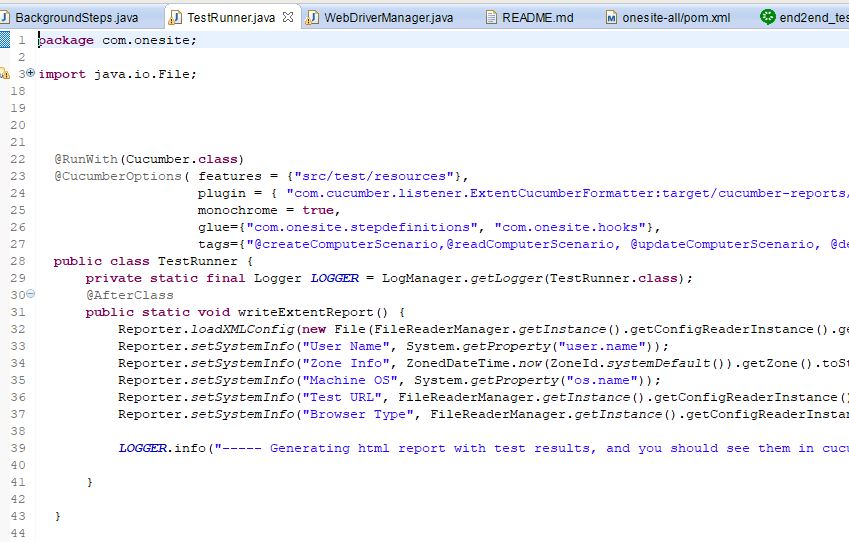 BackgroundSteps.java TestRunner.java WebDriverManager.java README.md onesite-all/pom.xml end2end_tes
1 package com.onesite;
2
3 import java.io.File;
18
19
20
21
22 @RunWith(Cucumber.class)
23 @CucumberOptions( features = {"src/test/resources"},
24 plugin = { "com.cucumber.listener.ExtentCucumberFormatter:target/cucumber-reports/
25 monochrome = true,
26 glue={"com.onesite.stepdefinitions", "com.onesite.hooks"},
27 tags={"@createComputerScenario,@readComputerScenario, @updateComputerScenario, @de
28 public class TestRunner {
29 private static final Logger LOGGER = LogManager.getLogger(TestRunner.class);
30 @AfterClass
31 public static void writeExtentReport() {
32 Reporter.loadXMLConfig(new File(FileReaderManager.getInstance().getConfigReaderInstance().ge
33 Reporter.setSystemInfo("User Name", System.getProperty("user.name"));
34 Reporter.setSystemInfo("Zone Info", ZonedDateTime.now(ZoneId.systemDefault()).getZone().toSt
35 Reporter.setSystemInfo("Machine OS", System.getProperty("os.name"));
36 Reporter.setSystemInfo("Test URL", FileReaderManager.getInstance().getConfigReaderInstance()
37 Reporter.setSystemInfo("Browser Type", FileReaderManager.getInstance().getConfigReaderInstan
38
39 LOGGER.info("----- Generating html report with test results, and you should see them in cucu
40
41 }
42
43 }
44